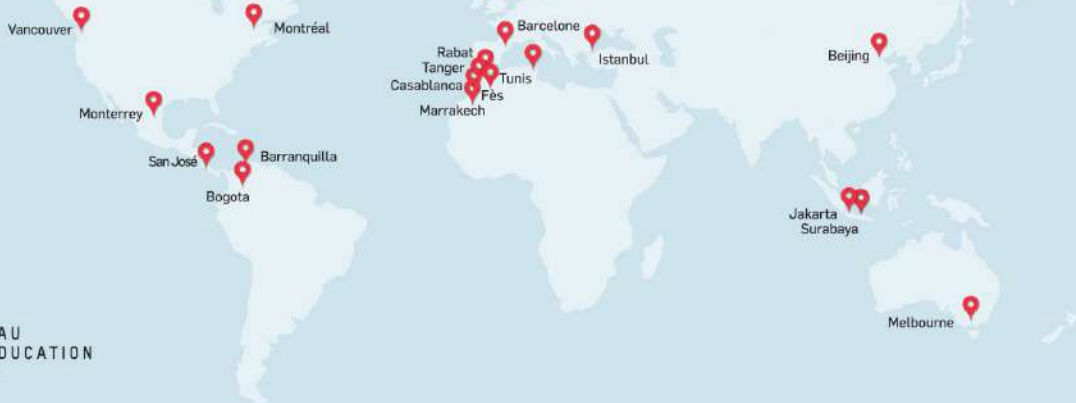 Vancouver
Montréal
Barcelone
Istanbul
Beijing
Rabat
Tanger
Tunis
Casablanca
Fès
Marrakech
Monterrey
San José
Barranquilla
Bogota
Jakarta
Surabaya
Melbourne
AU
DUCATION